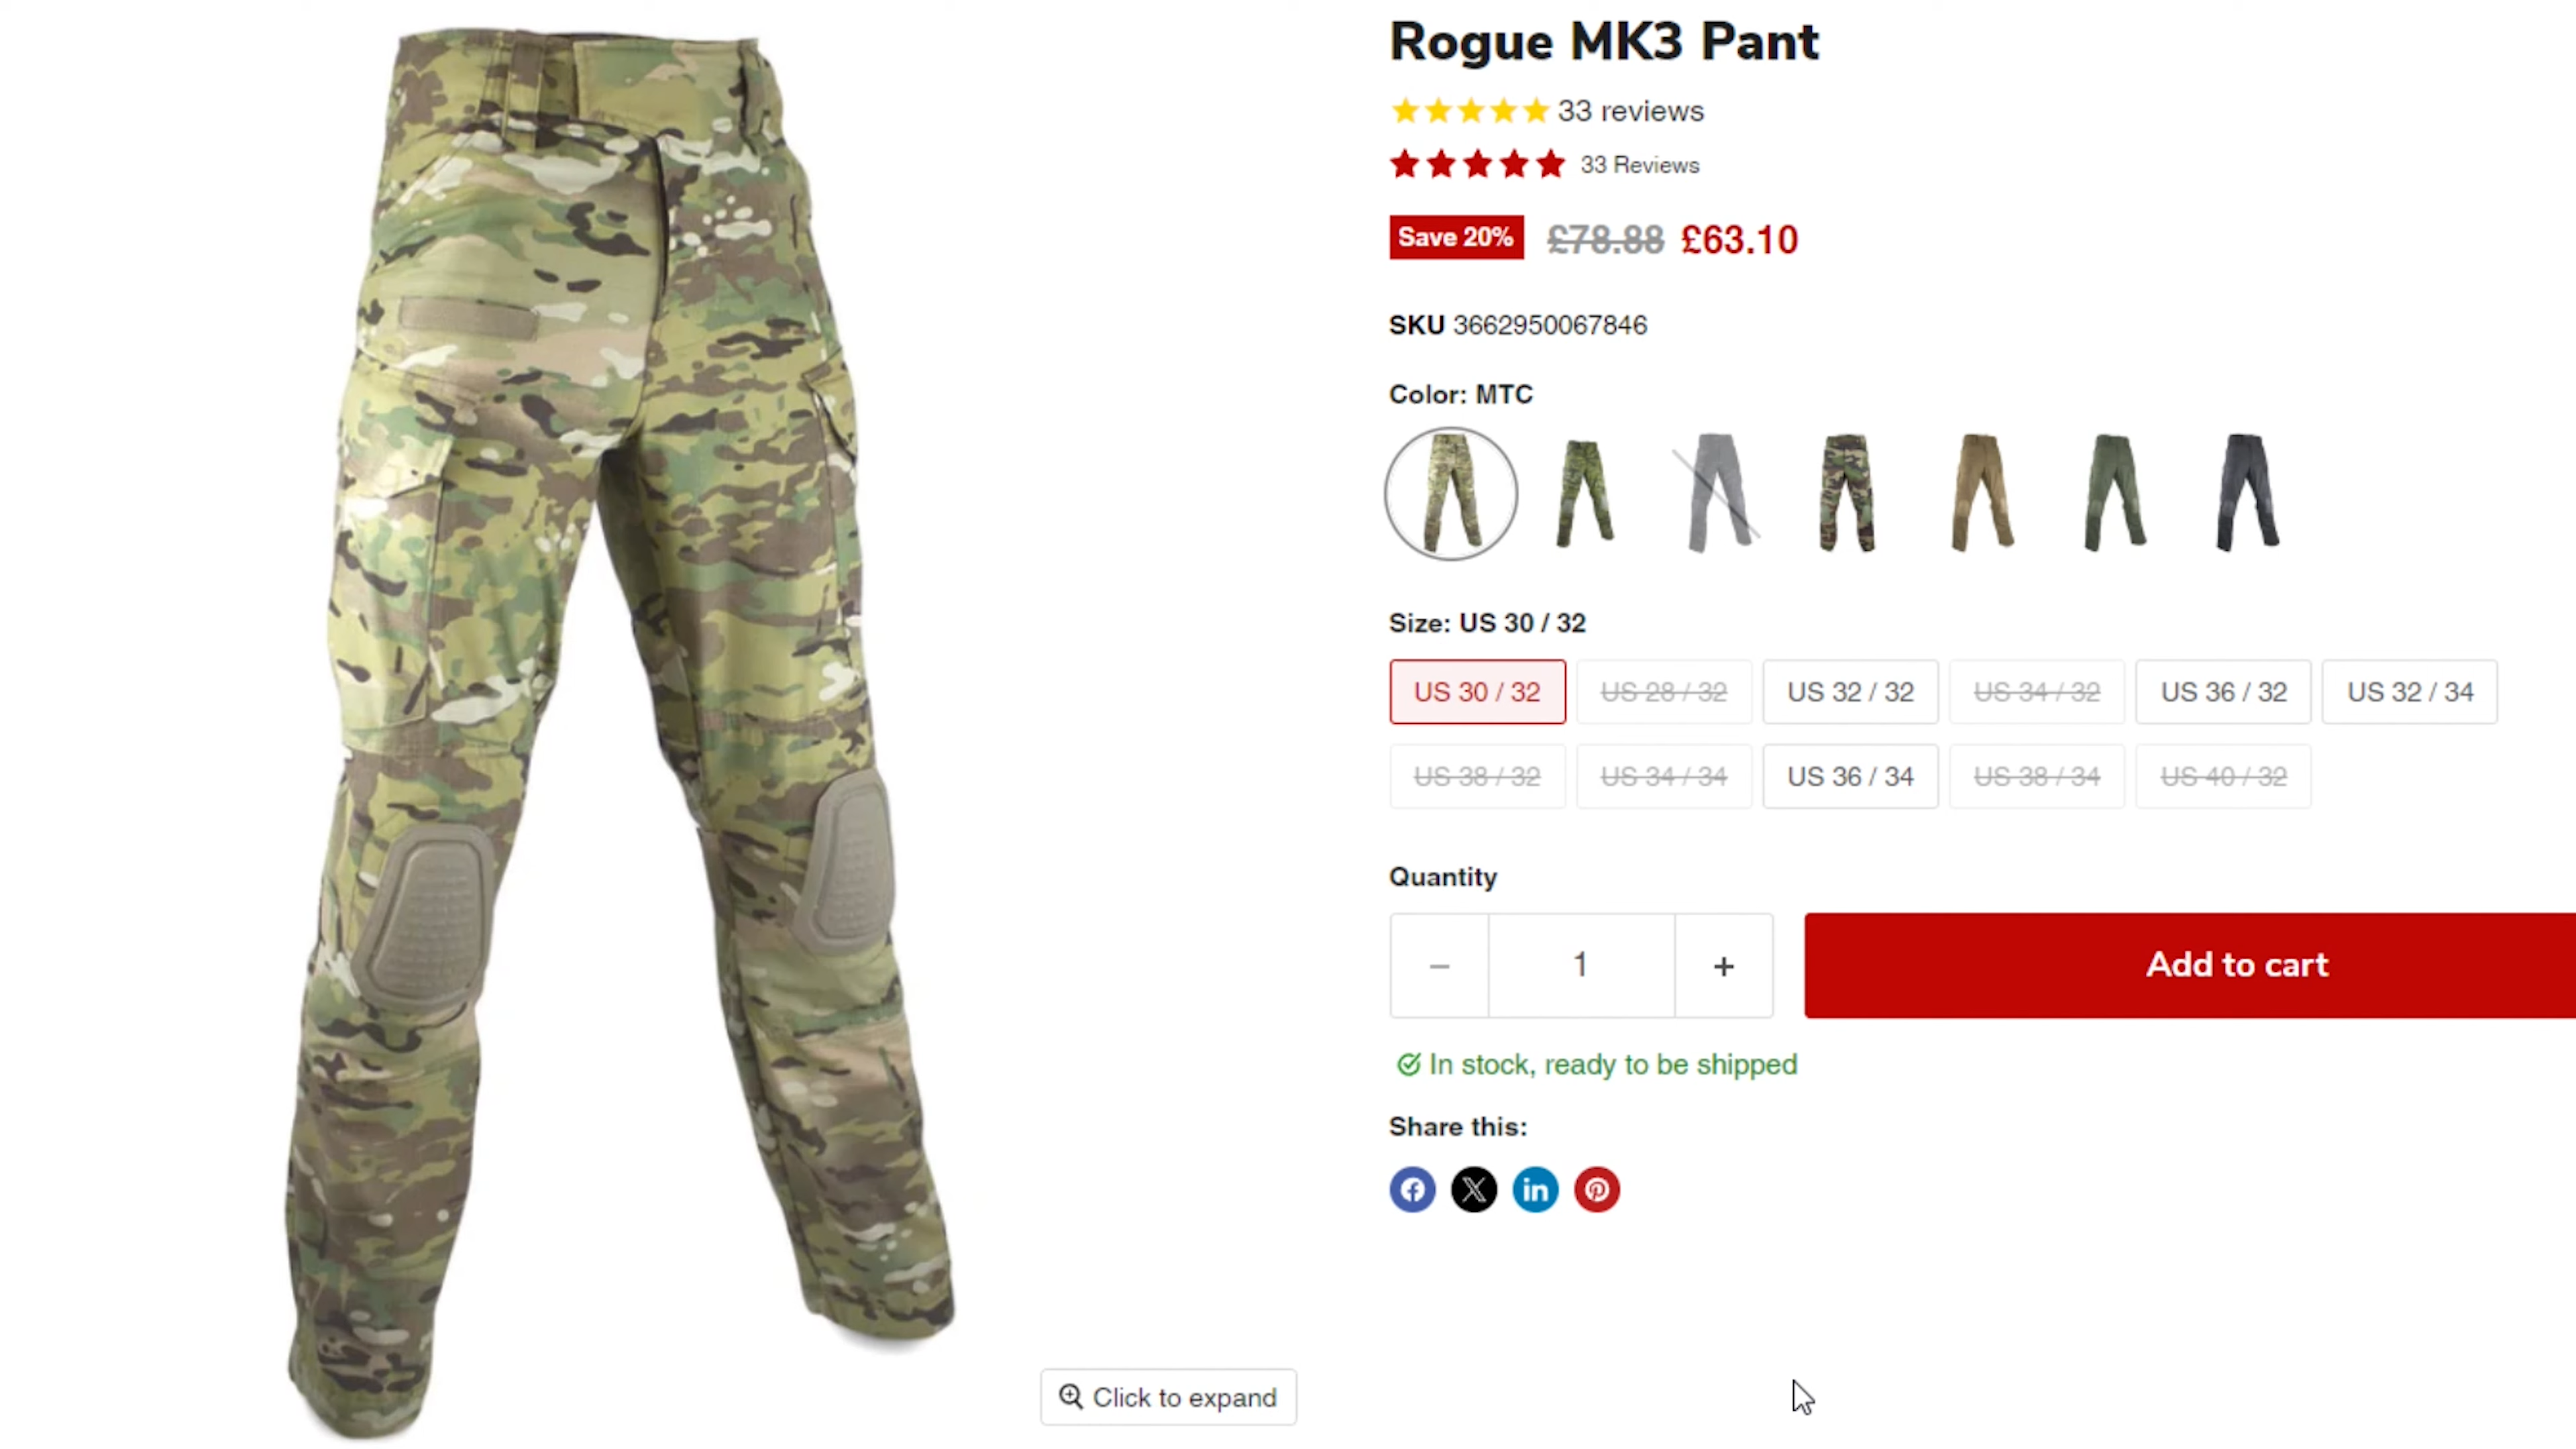 Rogue MK3 Pant
33 reviews
33 Reviews
Save 20% £78.88 £63.10
SKU 3662950067846
Color: MTC
Size: US 30 / 32
US 30 / 32 US 28 / 32 US 32 / 32 US 34 / 32 US 36 / 32 US 32 / 34
US 38 / 32 US 34 / 34 US 36 / 34 US 38 / 34 US 40 / 32
Quantity
− 1 + Add to cart
In stock, ready to be shipped
Share this:
Click to expand